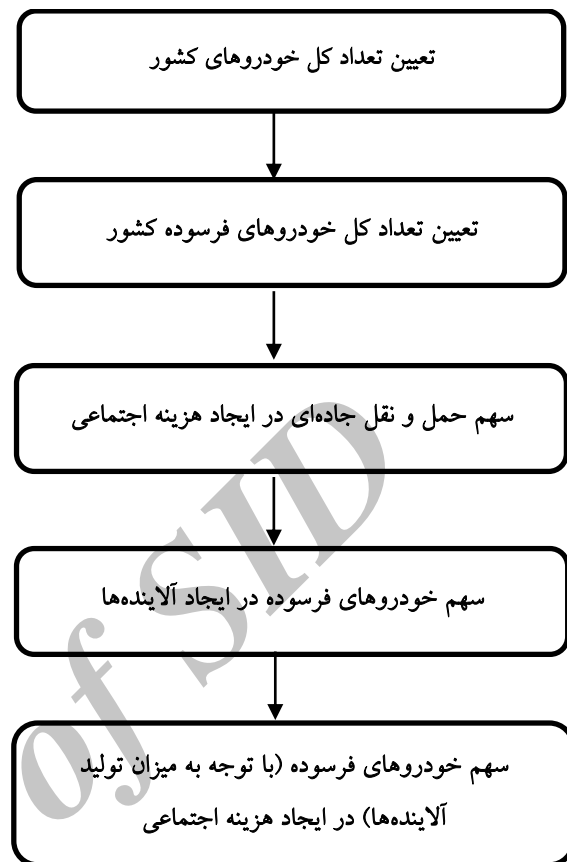 تعیین تعداد کل خودروهای کشور
تعیین تعداد کل خودروهای فرسوده کشور
سهم حمل و نقل جاده‌ای در ایجاد هزینه اجتماعی
سهم خودروهای فرسوده در ایجاد آلاینده‌ها
سهم خودروهای فرسوده (با توجه به میزان تولید
آلاینده‌ها) در ایجاد هزینه اجتماعی
of SID